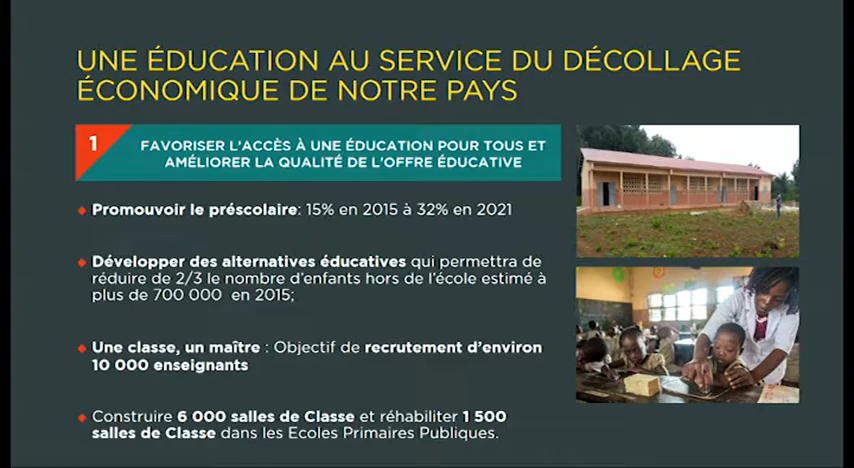 UNE ÉDUCATION AU SERVICE DU DÉCOLLAGE
ÉCONOMIQUE DE NOTRE PAYS
1
FAVORISER L'ACCÈS À UNE ÉDUCATION POUR TOUS ET
AMÉLIORER LA QUALITÉ DE L'OFFRE ÉDUCATIVE
Promouvoir le préscolaire: 15% en 2015 à 32% en 2021
Développer des alternatives éducatives qui permettra de
réduire de 2/3 le nombre d'enfants hors de l'école estimé à
plus de 700 000 en 2015;
Une classe, un maître : Objectif de recrutement d'environ
10 000 enseignants
Construire 6 000 salles de Classe et réhabiliter 1 500
salles de Classe dans les Ecoles Primaires Publiques.